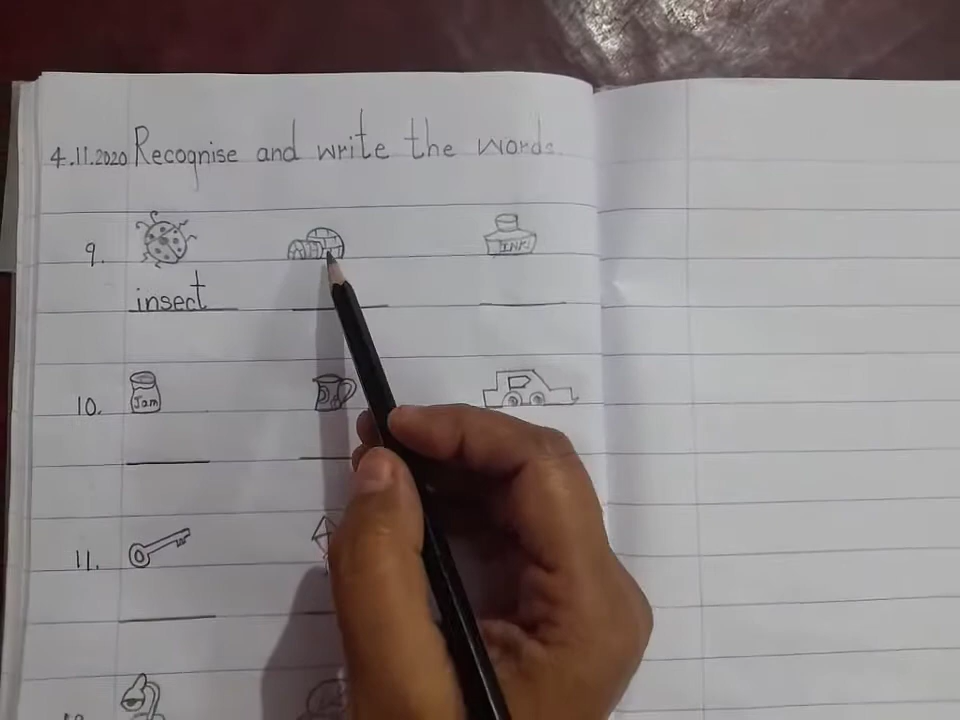 4.11.2020 Recognise and write the words.
9.
INK
insect
10.
Jam
11.